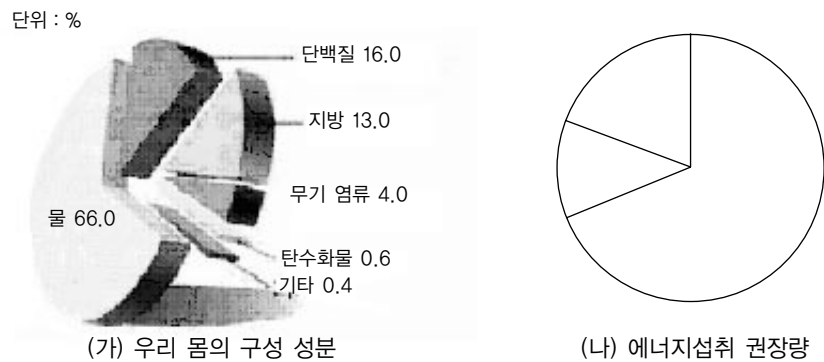 단위 : %
단백질 16.0
지방 13.0
무기 염류 4.0
물 66.0
탄수화물 0.6
기타 0.4
(가) 우리 몸의 구성 성분
(나) 에너지섭취 권장량